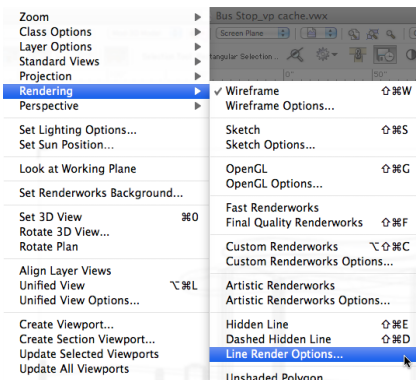 Zoom
Class Options
Layer Options
Standard Views
Projection
Rendering
Perspective
Set Lighting Options...
Set Sun Position...
Look at Working Plane
Set Renderworks Background...
Set 3D View ⌘0
Rotate 3D View...
Rotate Plan
Align Layer Views
Unified View ⌥⌘L
Unified View Options...
Create Viewport...
Create Section Viewport...
Update Selected Viewports
Update All Viewports
Bus Stop_vp cache.vwx
Screen Plane
tangular Selection...
0"
50"
✓ Wireframe ⇧⌘W
Wireframe Options...
Sketch ⇧⌘S
Sketch Options...
OpenGL ⇧⌘G
OpenGL Options...
Fast Renderworks
Final Quality Renderworks ⇧⌘F
Custom Renderworks ⌥⇧⌘C
Custom Renderworks Options...
Artistic Renderworks
Artistic Renderworks Options...
Hidden Line ⇧⌘E
Dashed Hidden Line ⇧⌘D
Line Render Options...
Unshaded Polygon